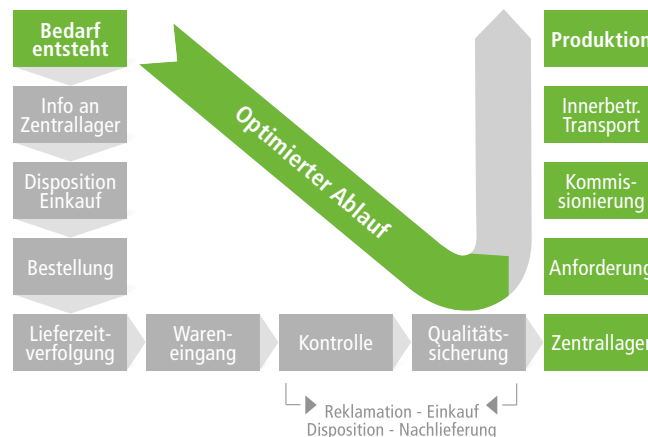 Bedarf
entsteht
Info an
Zentrallager
Disposition
Einkauf
Bestellung
Lieferzeit-
verfolgung
Waren-
eingang
Kontrolle
Qualitäts-
sicherung
Optimierter Ablauf
Produktion
Innerbetr.
Transport
Kommis-
sionierung
Anforderung
Zentrallager
Reklamation - Einkauf
Disposition - Nachlieferung